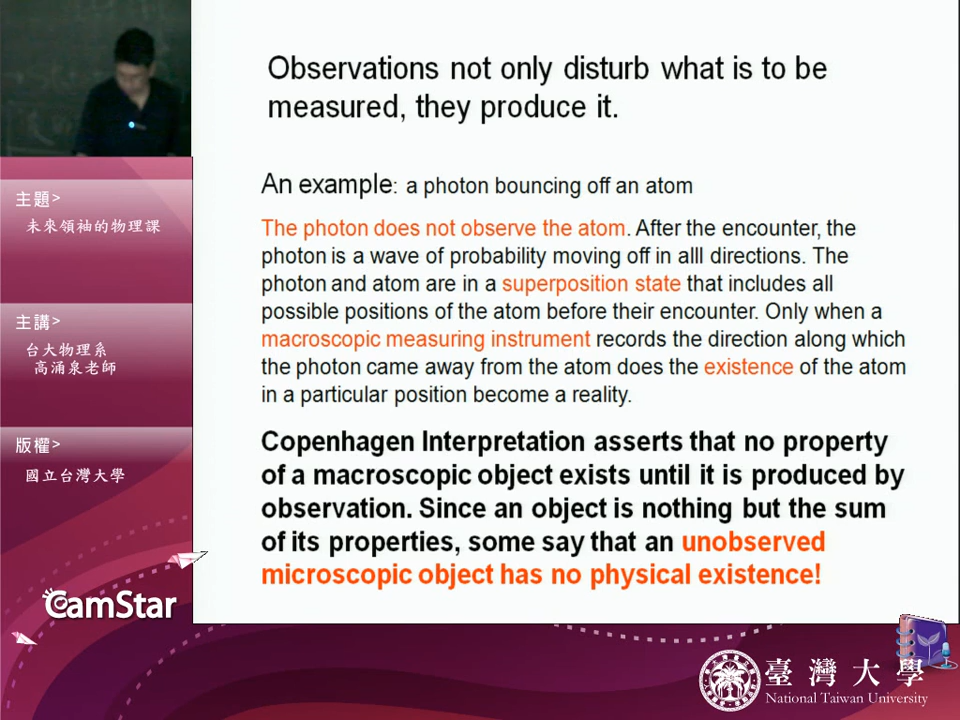 Observations not only disturb what is to be
measured, they produce it.
An example: a photon bouncing off an atom
The photon does not observe the atom. After the encounter, the
photon is a wave of probability moving off in alll directions. The
photon and atom are in a superposition state that includes all
possible positions of the atom before their encounter. Only when a
macroscopic measuring instrument records the direction along which
the photon came away from the atom does the existence of the atom
in a particular position become a reality.
Copenhagen Interpretation asserts that no property
of a macroscopic object exists until it is produced by
observation. Since an object is nothing but the sum
of its properties, some say that an unobserved
microscopic object has no physical existence!
主題>
未來領袖的物理課
主講>
台大物理系
高涌泉老師
版權>
國立台灣大學
CamStar
臺灣大學
National Taiwan University